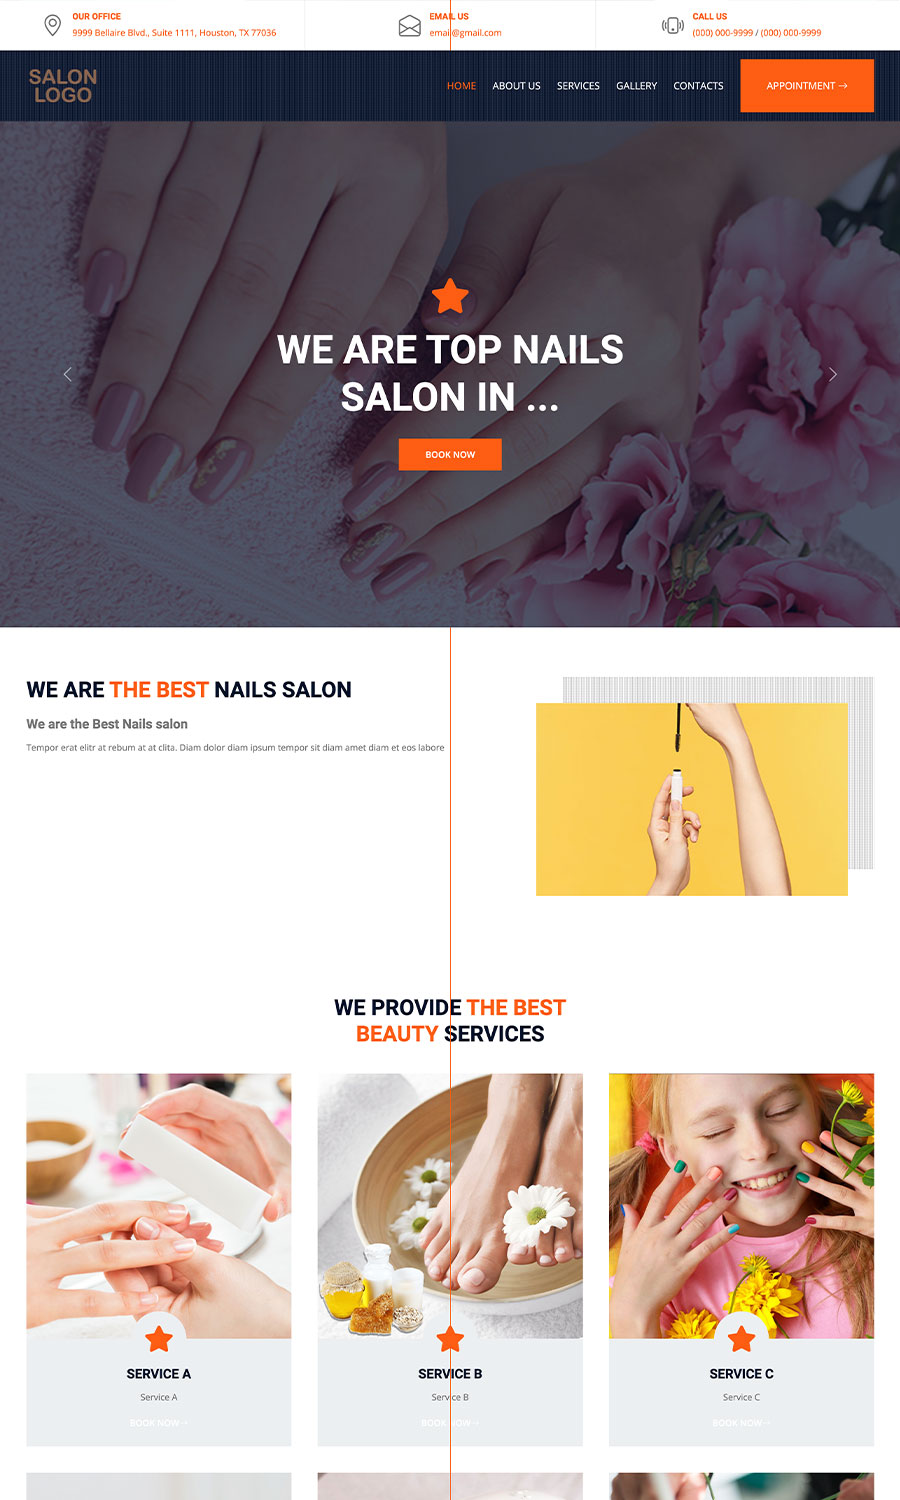 OUR OFFICE
9999 Bellaire Blvd., Suite 1111, Houston, TX 77036
EMAIL US
email@gmail.com
CALL US
(000) 000-9999 / (000) 000-9999
SALON
LOGO
HOME
ABOUT US
SERVICES
GALLERY
CONTACTS
APPOINTMENT →
WE ARE TOP NAILS
SALON IN ...
BOOK NOW
WE ARE THE BEST NAILS SALON
We are the Best Nails salon
Tempor erat elitr at rebum at at clita. Diam dolor diam ipsum tempor sit diam amet diam et eos labore
WE PROVIDE THE BEST
BEAUTY SERVICES
SERVICE A
Service A
BOOK NOW→
SERVICE B
Service B
BOOK NOW→
SERVICE C
Service C
BOOK NOW→